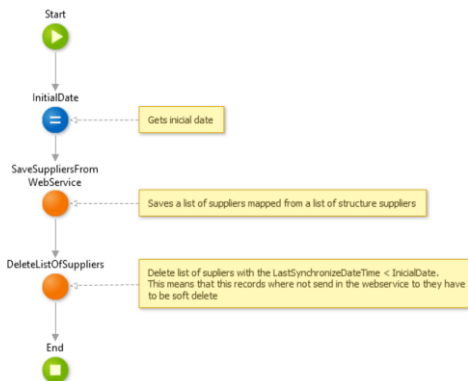 Start
InitialDate
Gets inicial date
SaveSuppliersFrom
WebService
Saves a list of suppliers mapped from a list of structure suppliers
DeleteListOfSuppliers
Delete list of supliers with the LastSynchronizeDateTime < InicialDate.
This means that this records where not send in the webservice to they have
to be soft delete
End